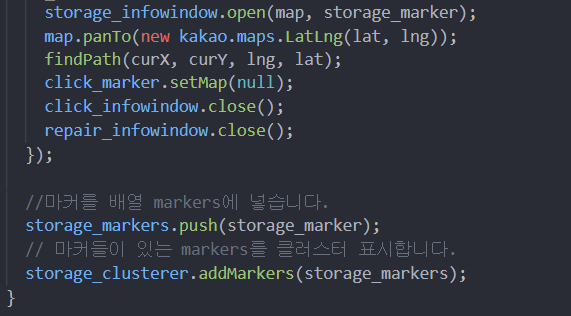 storage_infowindow.open(map, storage_marker);
map.panTo(new kakao.maps.LatLng(lat, lng));
findPath(curX, curY, lng, lat);
click_marker.setMap(null);
click_infowindow.close();
repair_infowindow.close();
});
//마커를 배열 markers에 넣습니다.
storage_markers.push(storage_marker);
// 마커들이 있는 markers를 클러스터 표시합니다.
storage_clusterer.addMarkers(storage_markers);
}